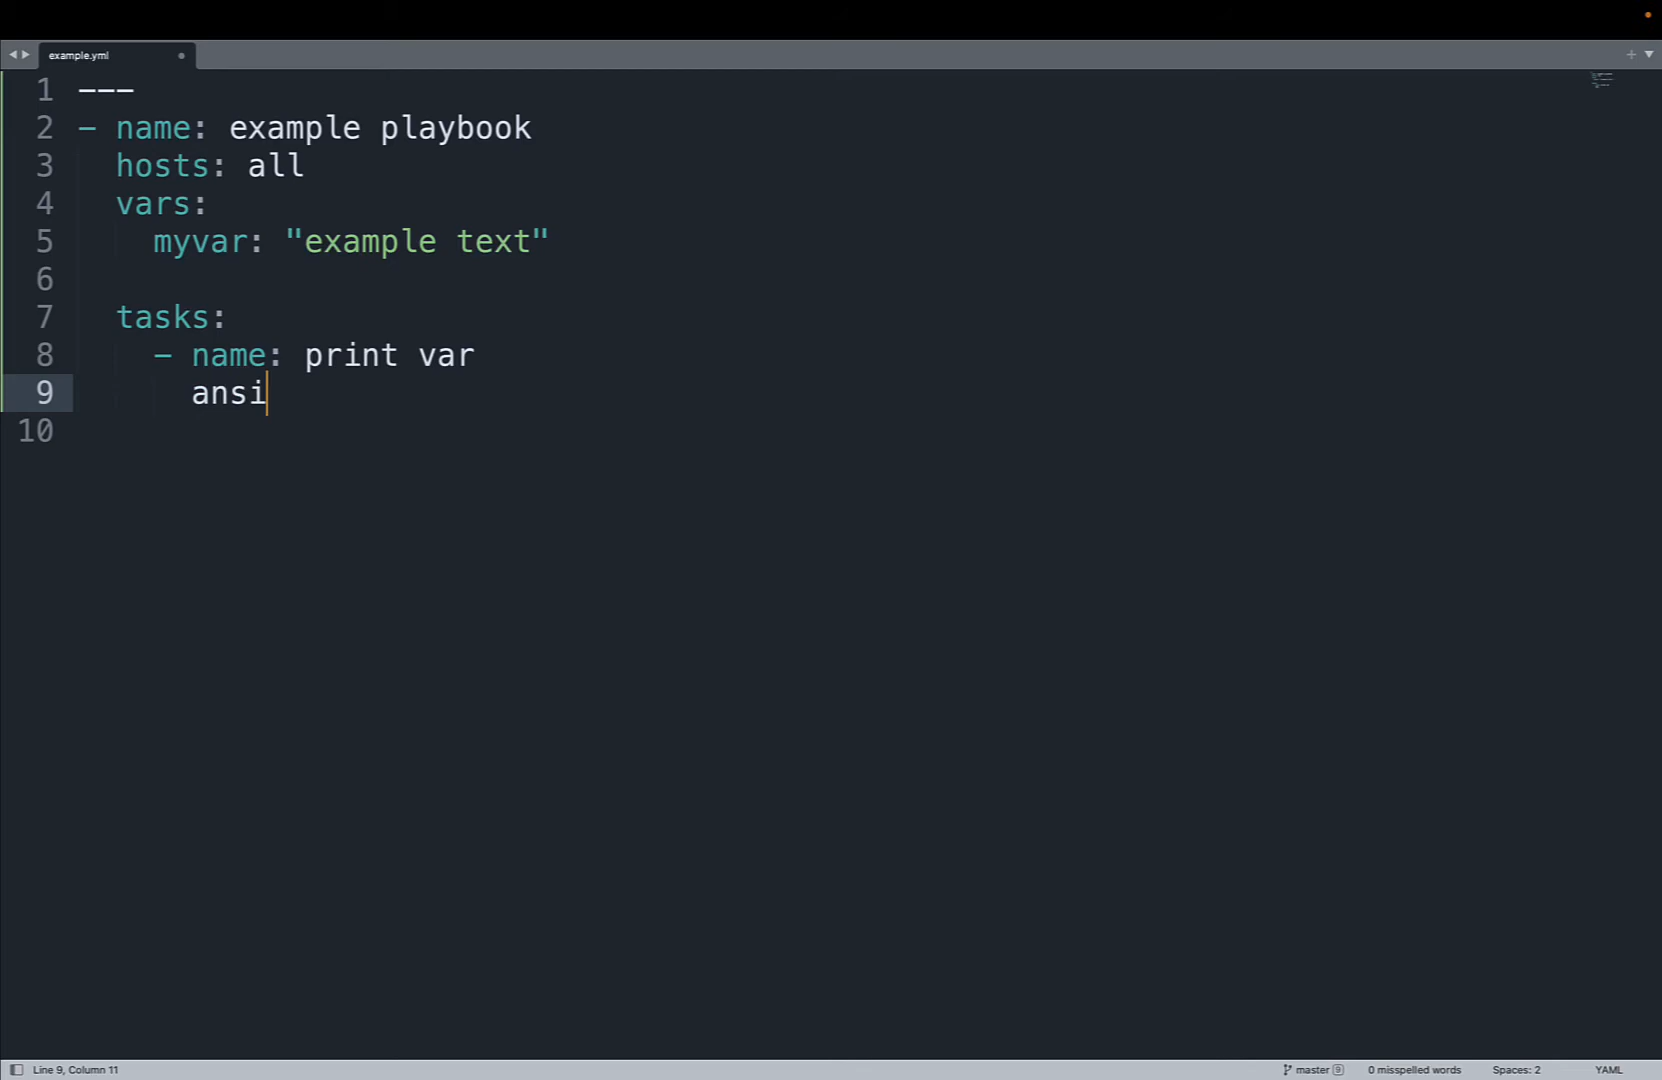 example.yml
1 ---
2 - name: example playbook
3 hosts: all
4 vars:
5 myvar: "example text"
6
7 tasks:
8 - name: print var
9 ansi
10
Line 9, Column 11 master 9 0 misspelled words Spaces: 2 YAML